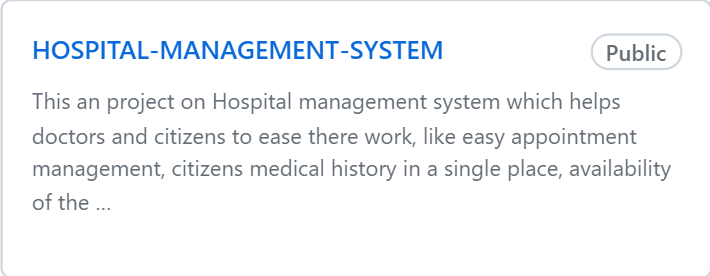 HOSPITAL-MANAGEMENT-SYSTEM
Public
This an project on Hospital management system which helps
doctors and citizens to ease there work, like easy appointment
management, citizens medical history in a single place, availability
of the ...